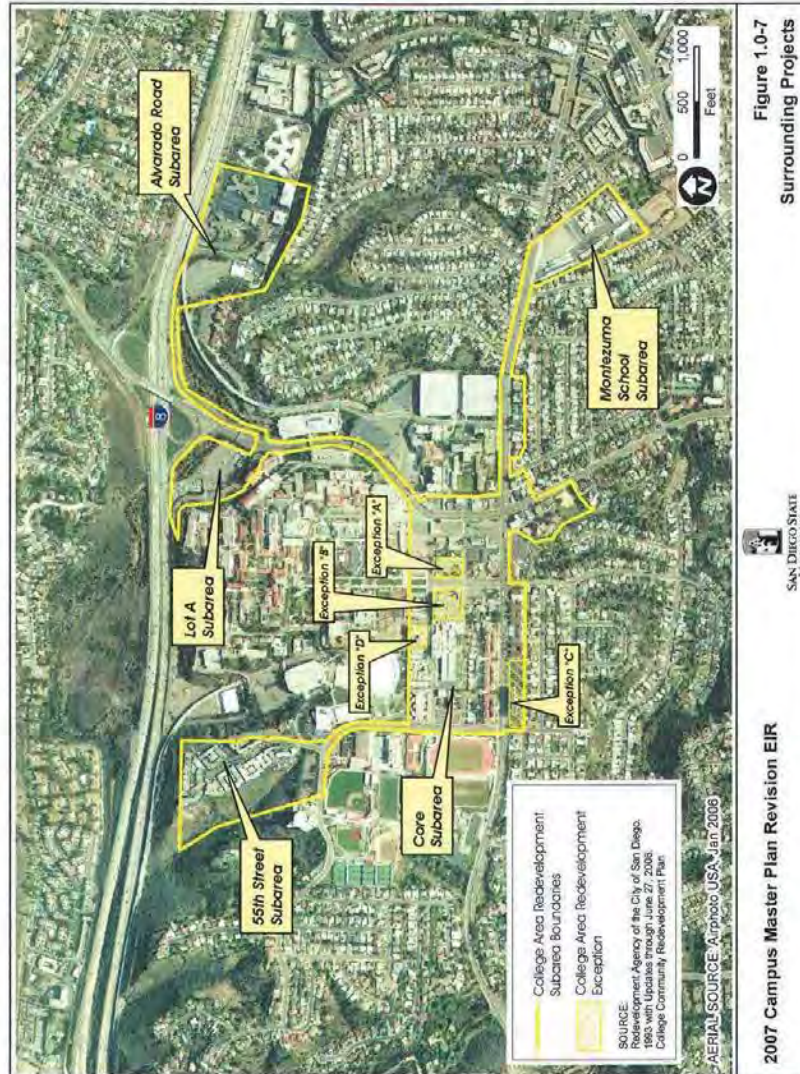 Alvarado Road
Subarea
8
Lot A
Subarea
Exception "A"
Exception "B"
Exception "D"
55th Street
Subarea
Core
Subarea
Exception "C"
Montezuma
School
Subarea
N
0 500 1,000
Feet
College Area Redevelopment
Subarea Boundaries
College Area Redevelopment
Exception
SOURCE:
Redevelopment Agency of the City of San Diego,
1993 with Updates through June 27, 2006.
College Community Redevelopment Plan
AERIAL SOURCE: Airphoto USA, Jan 2006
2007 Campus Master Plan Revision EIR
SAN DIEGO STATE
Figure 1.0-7
Surrounding Projects